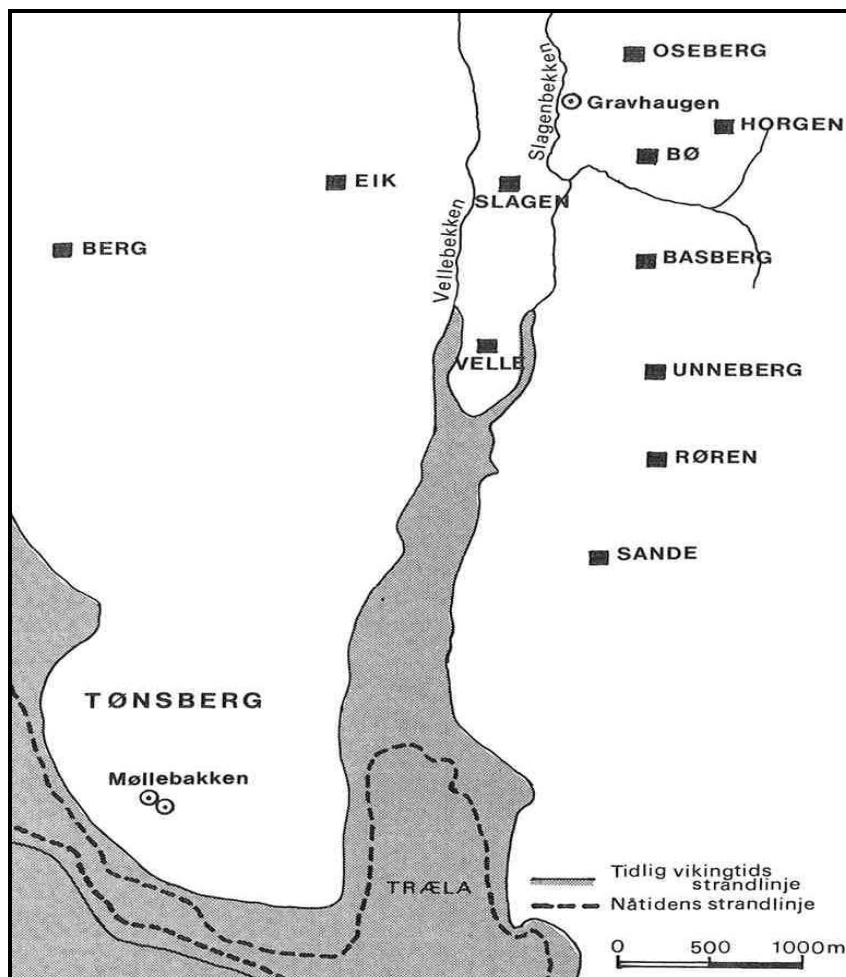 OSEBERG
Gravhaugen
HORGEN
BØ
Slagenbekken
EIK
SLAGEN
BERG
Vellebekken
BASBERG
VELLE
UNNEBERG
RØREN
SANDE
TØNSBERG
Møllebakken
TRÆLA
Tidlig vikingtids
strandlinje
Nåtidens strandlinje
0 500 1000m